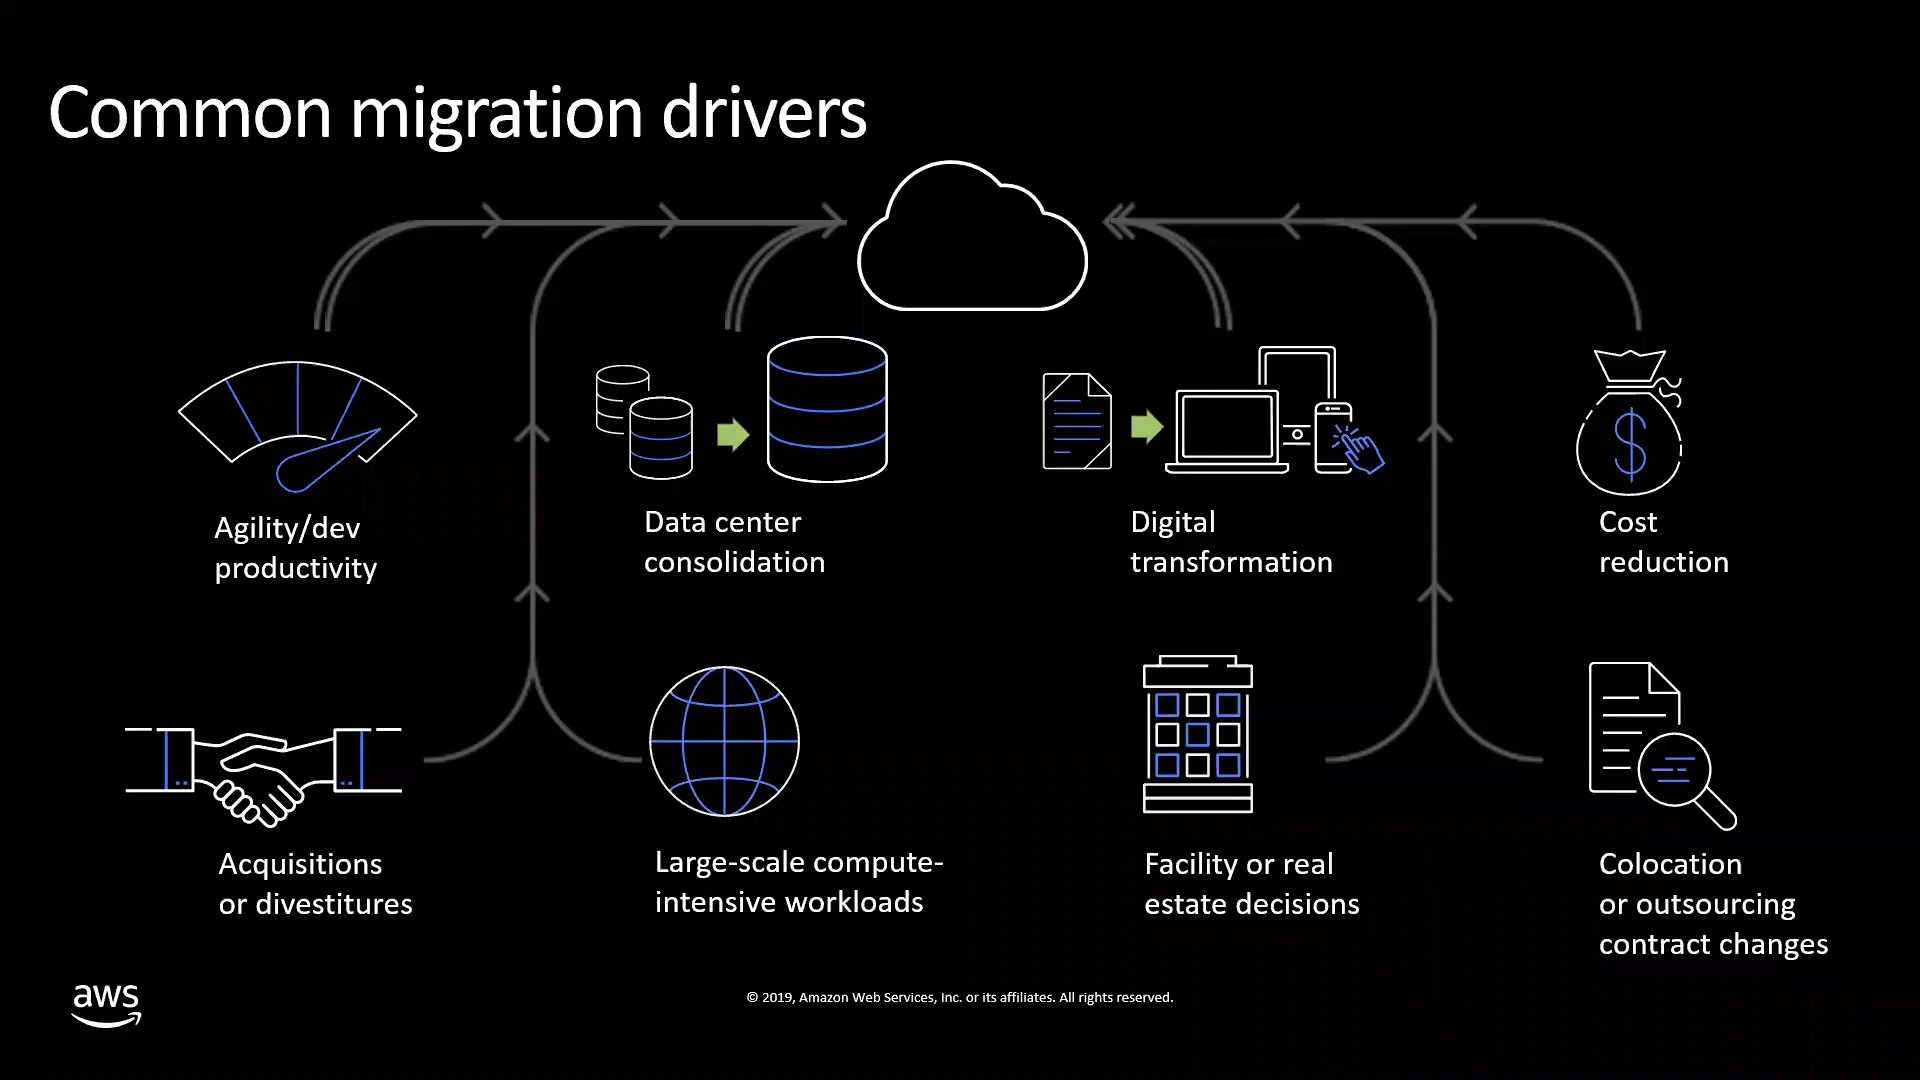 Common migration drivers
Agility/dev
productivity
Data center
consolidation
Digital
transformation
Cost
reduction
Acquisitions
or divestitures
Large-scale compute-
intensive workloads
Facility or real
estate decisions
Colocation
or outsourcing
contract changes
aws
© 2019, Amazon Web Services, Inc. or its affiliates. All rights reserved.